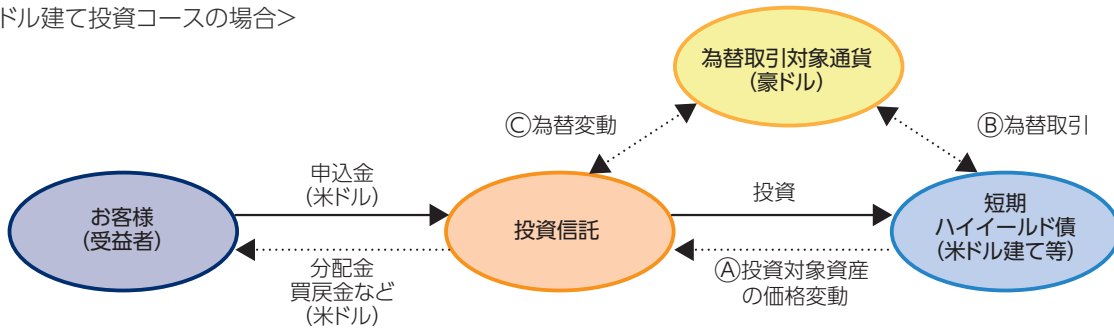 ドル建て投資コースの場合>
為替取引対象通貨
(豪ドル)
Ⓒ為替変動
Ⓑ為替取引
申込金
(米ドル)
投資
お客様
(受益者)
投資信託
短期
ハイイールド債
(米ドル建て等)
分配金
買戻金など
(米ドル)
Ⓐ投資対象資産
の価格変動